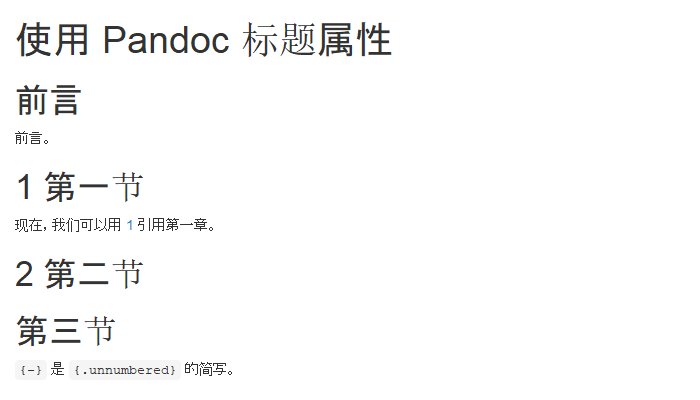 使用 Pandoc 标题属性
前言
前言。
1 第一节
现在，我们可以用 1 引用第一章。
2 第二节
第三节
{-} 是 {.unnumbered} 的简写。